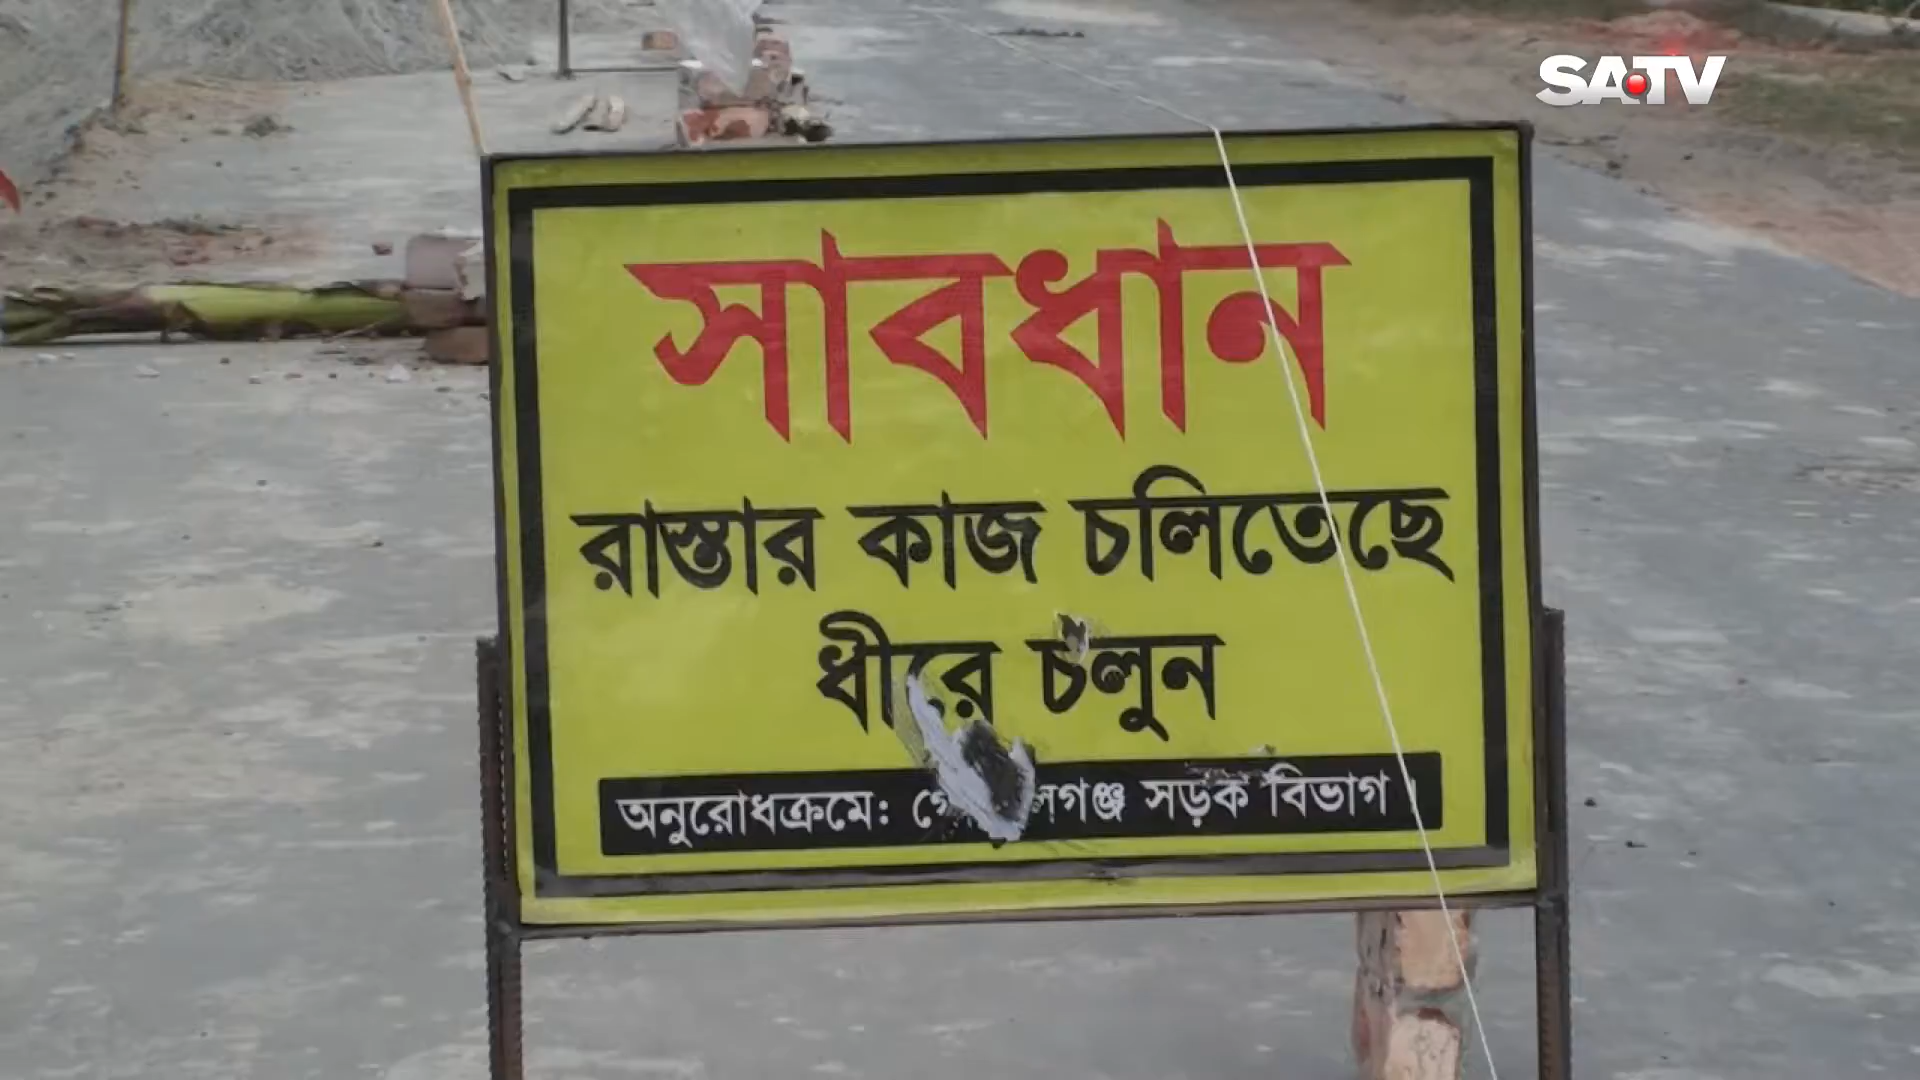 SATV
সাবধান
রাস্তার কাজ চলিতেছে
ধীরে চলুন
অনুরোধক্রমে: সড়ক বিভাগ।